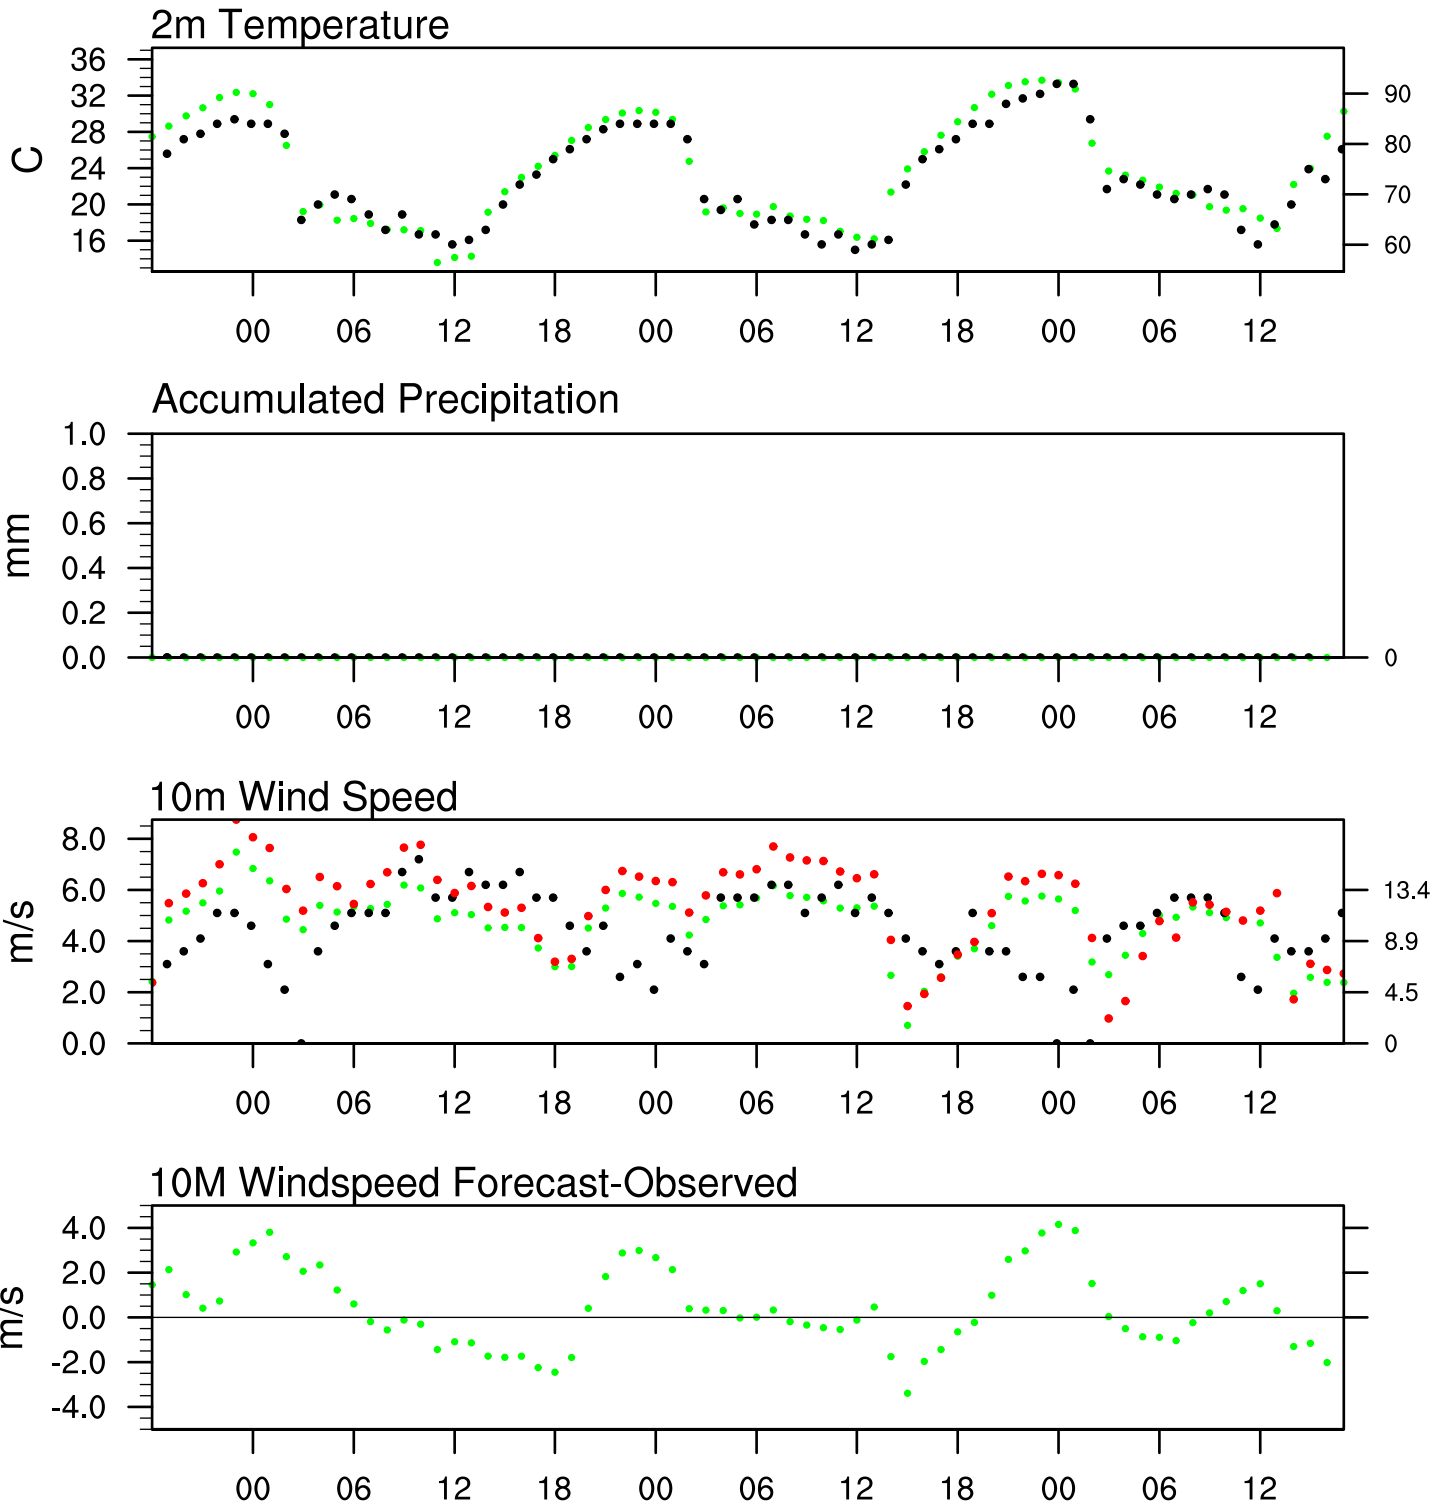 2m Temperature
36
32
28
24
20
16
C
90
80
70
60
00 06 12 18 00 06 12 18 00 06 12
Accumulated Precipitation
1.0
0.8
0.6
0.4
0.2
0.0
mm
0
00 06 12 18 00 06 12 18 00 06 12
10m Wind Speed
8.0
6.0
4.0
2.0
0.0
m/s
13.4
8.9
4.5
0
00 06 12 18 00 06 12 18 00 06 12
10M Windspeed Forecast-Observed
4.0
2.0
0.0
-2.0
-4.0
m/s
00 06 12 18 00 06 12 18 00 06 12